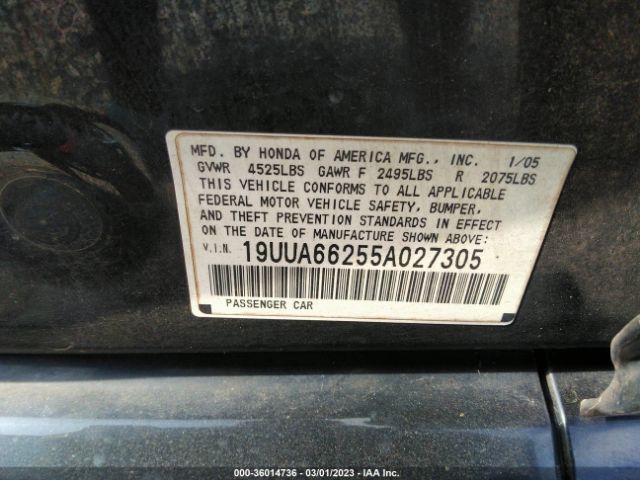 MFD. BY HONDA OF AMERICA MFG., INC. 1/05
GVWR 4525LBS GAWR F 2495LBS R 2075LBS
THIS VEHICLE CONFORMS TO ALL APPLICABLE
FEDERAL MOTOR VEHICLE SAFETY, BUMPER,
AND THEFT PREVENTION STANDARDS IN EFFECT
ON THE DATE OF MANUFACTURE SHOWN ABOVE:
V.I.N. 19UUA66255A027305
PASSENGER CAR
000-36014736 - 03/01/2023 - IAA Inc.